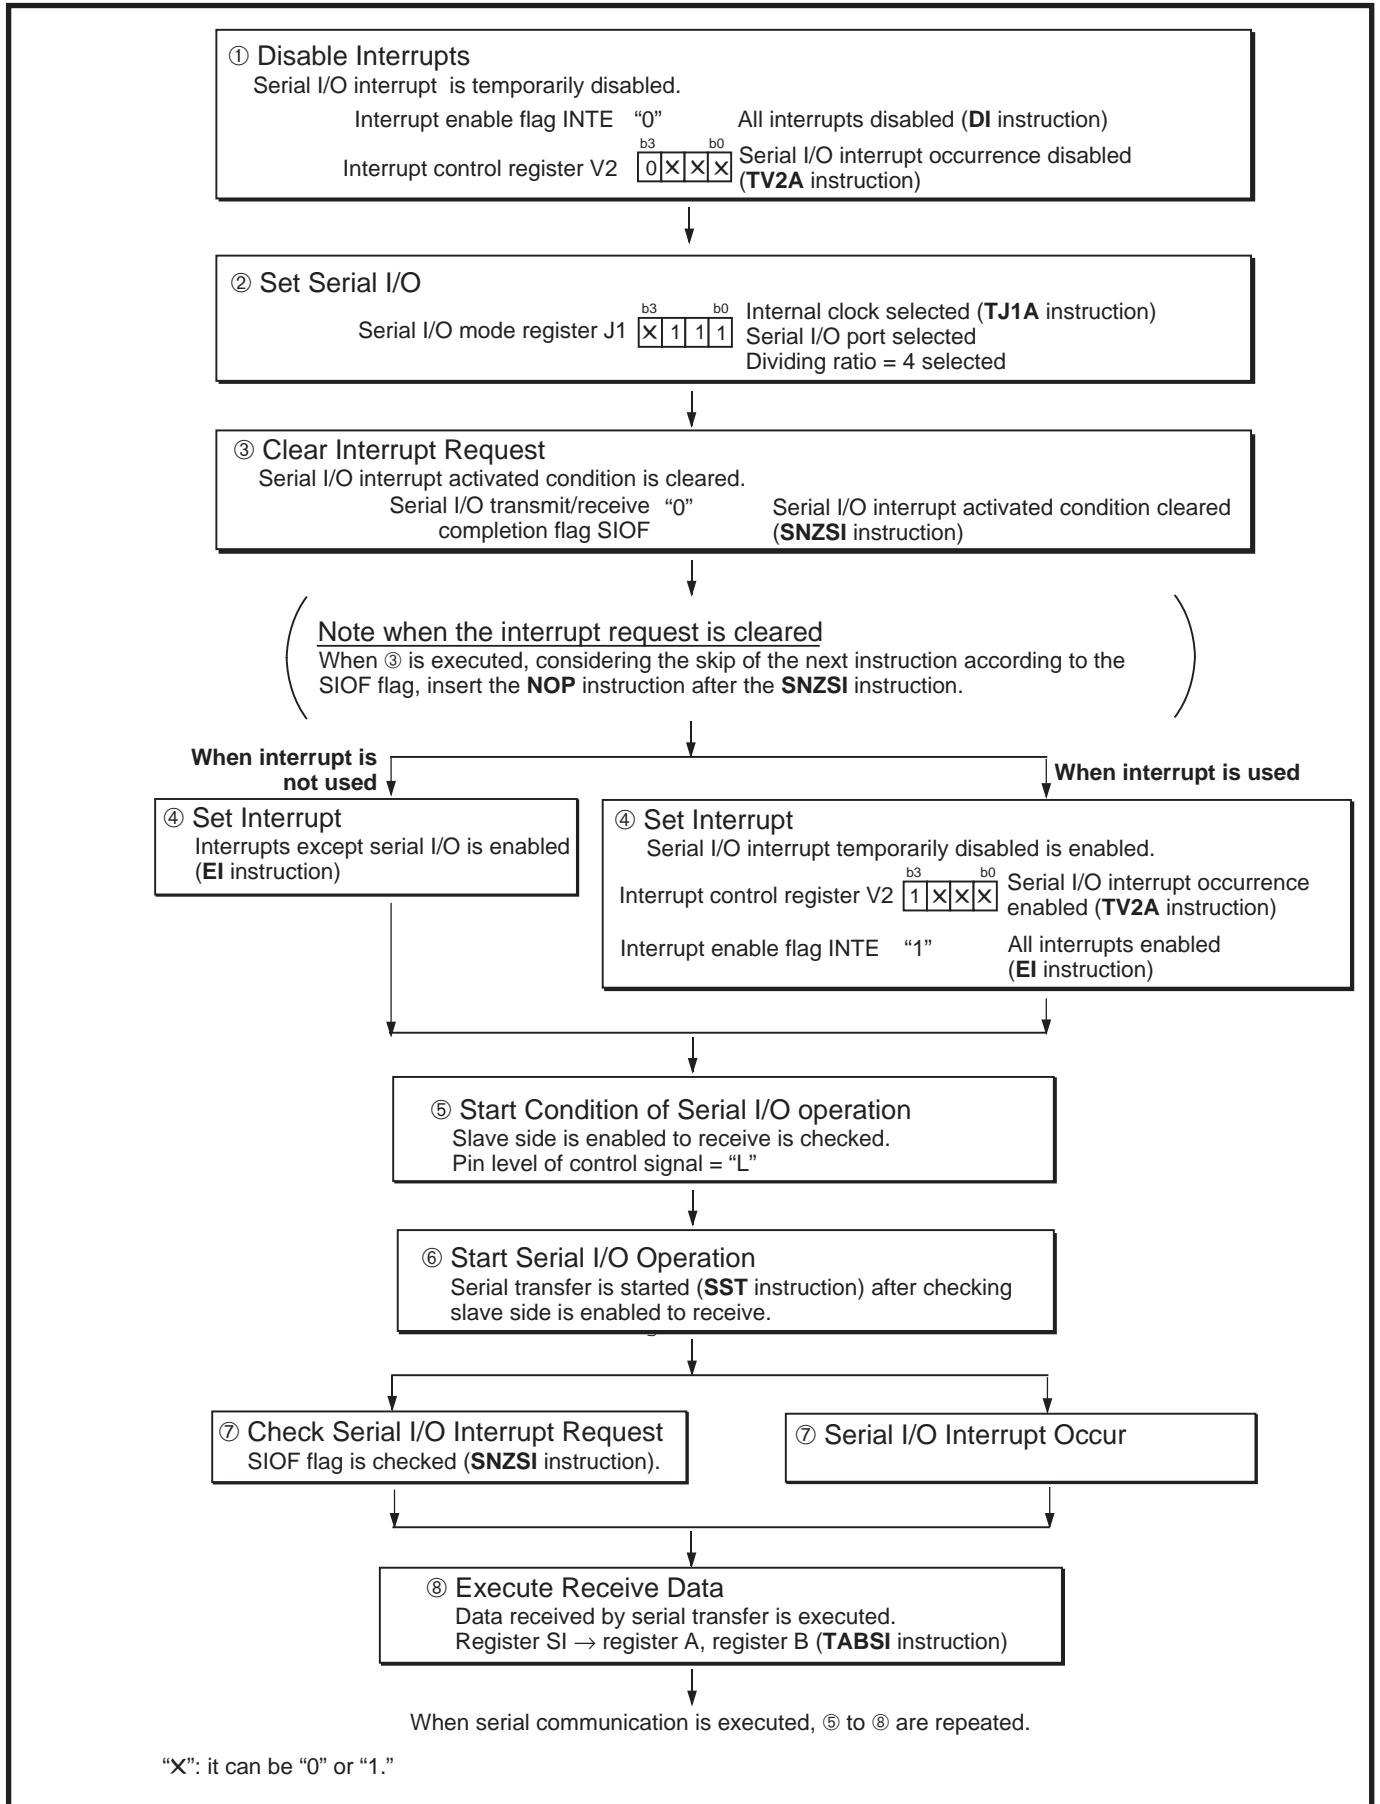 ① Disable Interrupts
Serial I/O interrupt is temporarily disabled.
Interrupt enable flag INTE “0” All interrupts disabled (DI instruction)
b3 b0
Interrupt control register V2 0 X X X Serial I/O interrupt occurrence disabled
(TV2A instruction)
② Set Serial I/O
b3 b0
Internal clock selected (TJ1A instruction)
Serial I/O mode register J1 X 1 1 1 Serial I/O port selected
Dividing ratio = 4 selected
③ Clear Interrupt Request
Serial I/O interrupt activated condition is cleared.
Serial I/O transmit/receive “0” Serial I/O interrupt activated condition cleared
completion flag SIOF (SNZSI instruction)
Note when the interrupt request is cleared
When ③ is executed, considering the skip of the next instruction according to the
SIOF flag, insert the NOP instruction after the SNZSI instruction.
When interrupt is
not used
When interrupt is used
④ Set Interrupt
Interrupts except serial I/O is enabled
(EI instruction)
④ Set Interrupt
Serial I/O interrupt temporarily disabled is enabled.
b3 b0
Interrupt control register V2 1 X X X Serial I/O interrupt occurrence
enabled (TV2A instruction)
Interrupt enable flag INTE “1” All interrupts enabled
(EI instruction)
⑤ Start Condition of Serial I/O operation
Slave side is enabled to receive is checked.
Pin level of control signal = “L”
⑥ Start Serial I/O Operation
Serial transfer is started (SST instruction) after checking
slave side is enabled to receive.
⑦ Check Serial I/O Interrupt Request
SIOF flag is checked (SNZSI instruction).
⑦ Serial I/O Interrupt Occur
⑧ Execute Receive Data
Data received by serial transfer is executed.
Register SI → register A, register B (TABSI instruction)
When serial communication is executed, ⑤ to ⑧ are repeated.
“X”: it can be “0” or “1.”